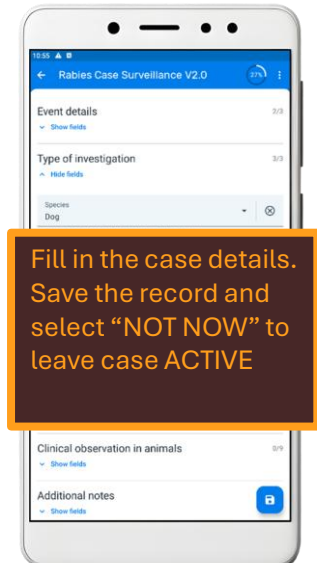 10:55
Rabies Case Surveillance V2.0
27%
Event details 2/3
Show fields
Type of investigation 3/3
Hide fields
Species
Dog
Fill in the case details.
Save the record and
select “NOT NOW” to
leave case ACTIVE
Clinical observation in animals 0/9
Show fields
Additional notes
Show fields